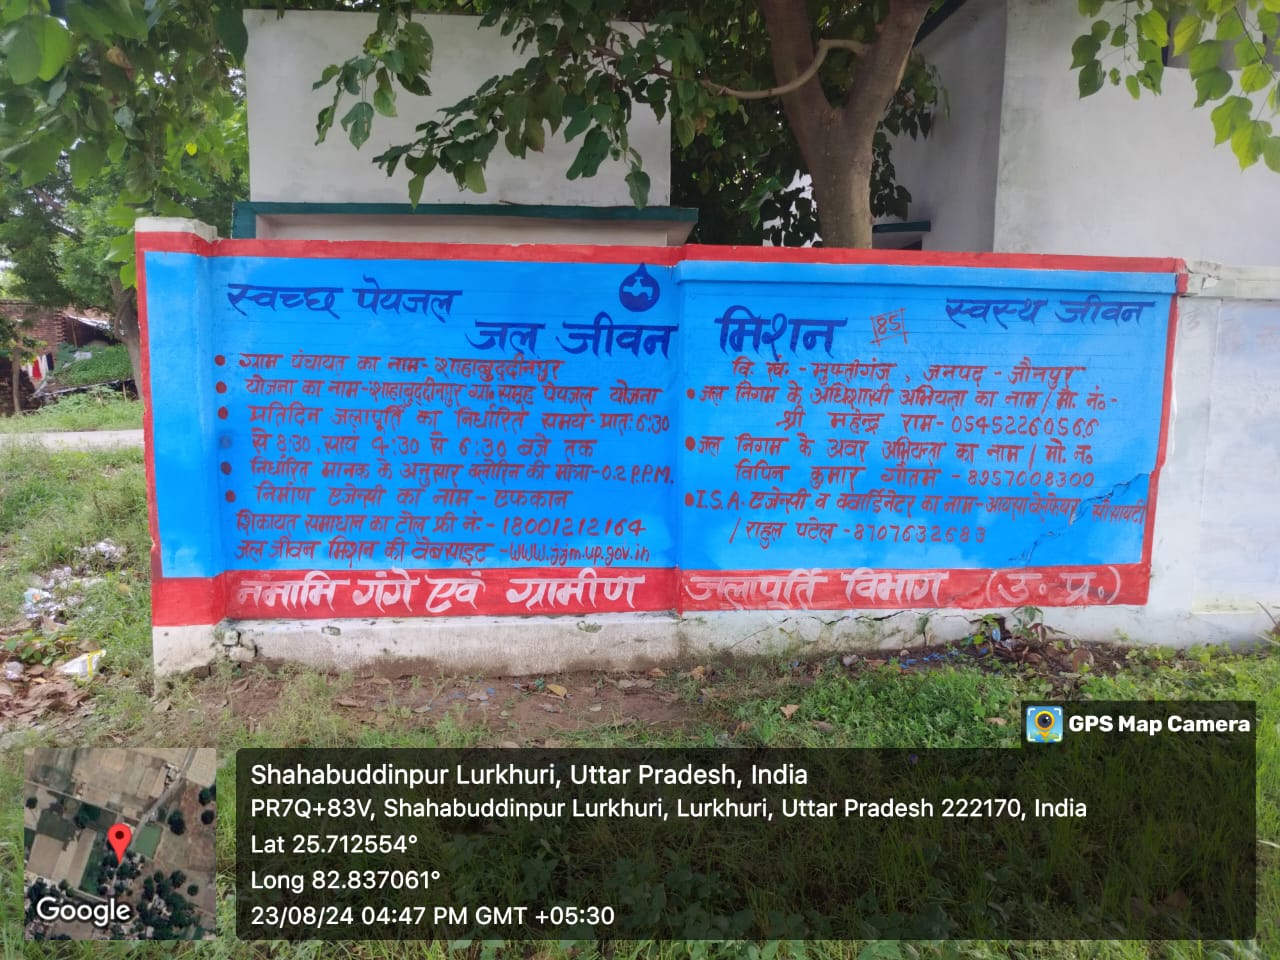 स्वच्छ पेयजल
स्वस्थ जीवन
जल जीवन मिशन
185
ग्राम पंचायत का नाम- शाहाबुद्दीनपुर
वि. खं.- मुफ्तीगंज, जनपद - जौनपुर
• योजना का नाम-शाहाबुद्दीनपुर ग्रा० समूह पेयजल योजना
• प्रतिदिन जलापूर्ति का निर्धारित समय- प्रातः 6:30
से 8:30, सायं 4:30 से 6:30 बजे तक
• निर्धारित मानक के अनुसार क्लोरिन की मात्रा-0.2 P.P.M.
• निर्माण एजेन्सी का नाम - एफकान
शिकायत समाधान का टोल फ्री नं.- 18001212164
जल जीवन मिशन की वेबसाइट -www.jjm.up.gov.in
• जल निगम के अधिशासी अभियन्ता का नाम / मो. नं०-
श्री महेन्द्र राम- 05452260566
• जल निगम के अवर अभियन्ता का नाम / मो. नं०
विपिन कुमार गौतम - 8957008300
• I.S.A. एजेन्सी व क्वार्डिनेटर का नाम- सोसायटी
/ राहुल पटेल -8707632683
नमामि गंगे एवं ग्रामीण जलापूर्ति विभाग (उ. प्र.)
GPS Map Camera
Shahabuddinpur Lurkhuri, Uttar Pradesh, India
PR7Q+83V, Shahabuddinpur Lurkhuri, Lurkhuri, Uttar Pradesh 222170, India
Lat 25.712554°
Long 82.837061°
23/08/24 04:47 PM GMT +05:30
Google